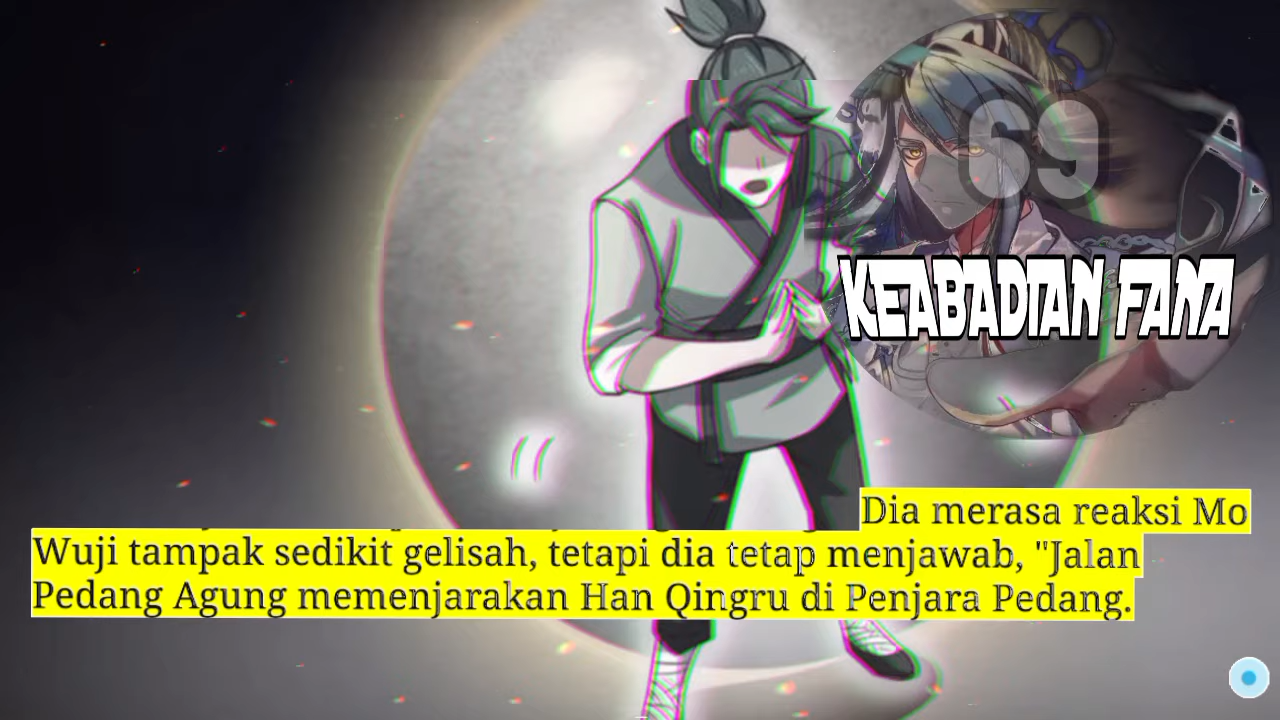 69
KEABADIAN FANA
Dia merasa reaksi Mo
Wuji tampak sedikit gelisah, tetapi dia tetap menjawab, "Jalan
Pedang Agung memenjarakan Han Qingru di Penjara Pedang.